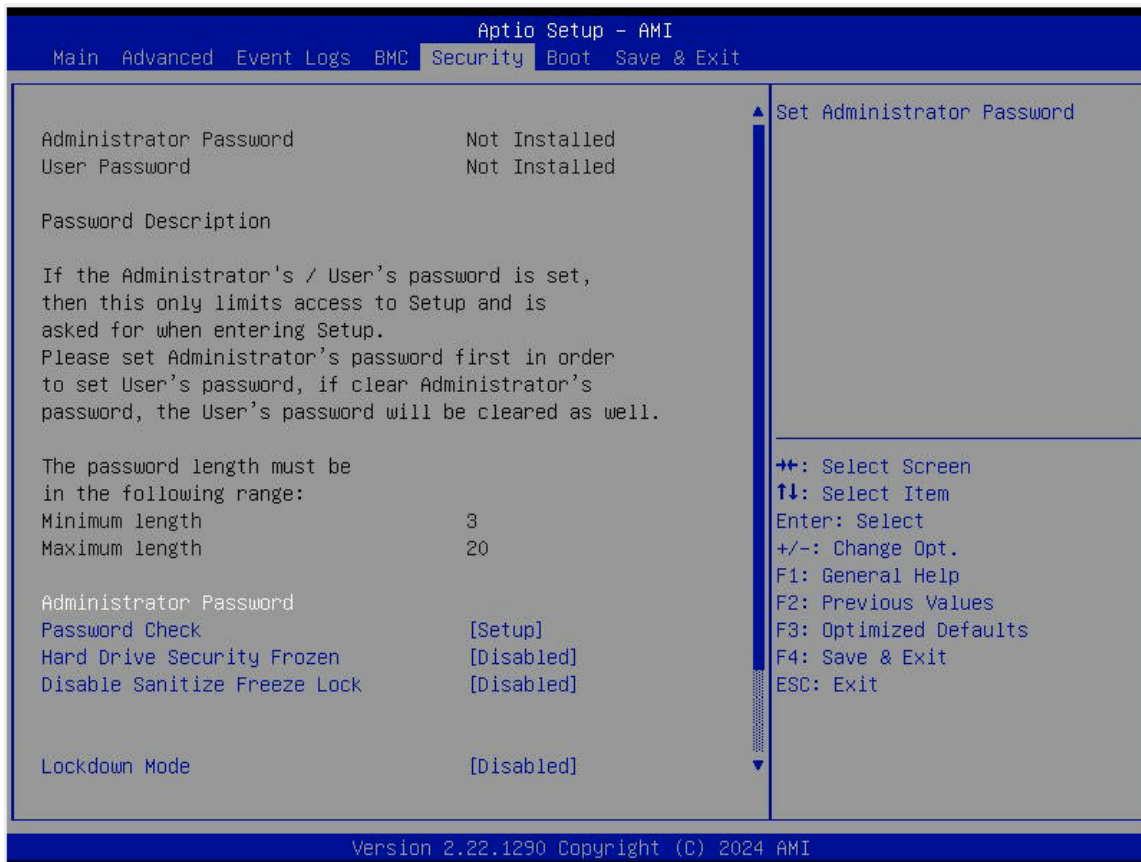 Aptio Setup – AMI
Main Advanced Event Logs BMC Security Boot Save & Exit
Administrator Password Not Installed
User Password Not Installed
Password Description
If the Administrator's / User's password is set,
then this only limits access to Setup and is
asked for when entering Setup.
Please set Administrator's password first in order
to set User's password, if clear Administrator's
password, the User's password will be cleared as well.
The password length must be
in the following range:
Minimum length 3
Maximum length 20
Administrator Password
Password Check [Setup]
Hard Drive Security Frozen [Disabled]
Disable Sanitize Freeze Lock [Disabled]
Lockdown Mode [Disabled]
Set Administrator Password
→←: Select Screen
↑↓: Select Item
Enter: Select
+/-: Change Opt.
F1: General Help
F2: Previous Values
F3: Optimized Defaults
F4: Save & Exit
ESC: Exit
Version 2.22.1290 Copyright (C) 2024 AMI